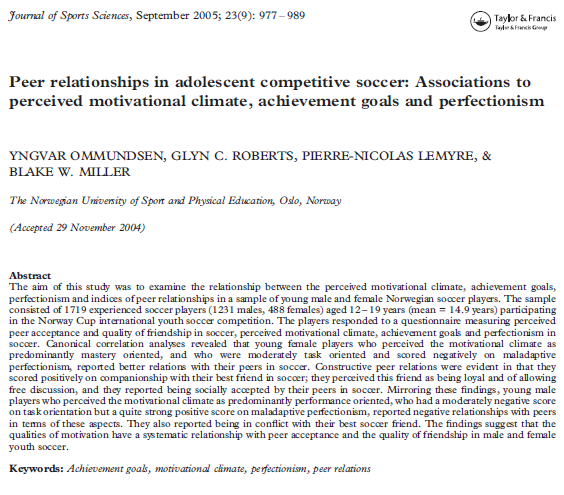 Journal of Sports Sciences, September 2005; 23(9): 977 – 989
Taylor & Francis
Taylor & Francis Group
Peer relationships in adolescent competitive soccer: Associations to
perceived motivational climate, achievement goals and perfectionism
YNGVAR OMMUNDSEN, GLYN C. ROBERTS, PIERRE-NICOLAS LEMYRE, &
BLAKE W. MILLER
The Norwegian University of Sport and Physical Education, Oslo, Norway
(Accepted 29 November 2004)
Abstract
The aim of this study was to examine the relationship between the perceived motivational climate, achievement goals,
perfectionism and indices of peer relationships in a sample of young male and female Norwegian soccer players. The sample
consisted of 1719 experienced soccer players (1231 males, 488 females) aged 12 – 19 years (mean = 14.9 years) participating
in the Norway Cup international youth soccer competition. The players responded to a questionnaire measuring perceived
peer acceptance and quality of friendship in soccer, perceived motivational climate, achievement goals and perfectionism in
soccer. Canonical correlation analyses revealed that young female players who perceived the motivational climate as
predominantly mastery oriented, and who were moderately task oriented and scored negatively on maladaptive
perfectionism, reported better relations with their peers in soccer. Constructive peer relations were evident in that they
scored positively on companionship with their best friend in soccer; they perceived this friend as being loyal and of allowing
free discussion, and they reported being socially accepted by their peers in soccer. Mirroring these findings, young male
players who perceived the motivational climate as predominantly performance oriented, who had a moderately negative score
on task orientation but a quite strong positive score on maladaptive perfectionism, reported negative relationships with peers
in terms of these aspects. They also reported being in conflict with their best soccer friend. The findings suggest that the
qualities of motivation have a systematic relationship with peer acceptance and the quality of friendship in male and female
youth soccer.
Keywords: Achievement goals, motivational climate, perfectionism, peer relations